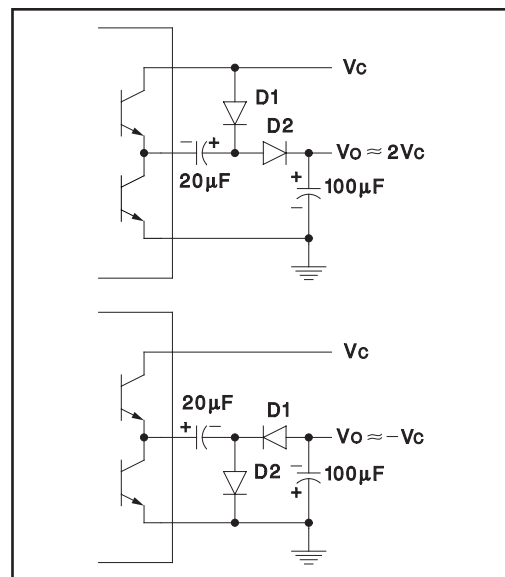 Vc
D1
D2
− +
Vo ≈ 2Vc
20μF
+
100μF
−
Vc
20μF
D1
+ −
Vo ≈ −Vc
−
D2
100μF
+